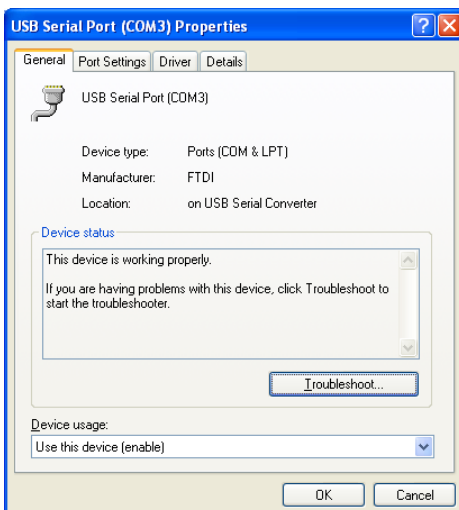 USB Serial Port (COM3) Properties
General Port Settings Driver Details
USB Serial Port (COM3)
Device type: Ports (COM & LPT)
Manufacturer: FTDI
Location: on USB Serial Converter
Device status
This device is working properly.
If you are having problems with this device, click Troubleshoot to
start the troubleshooter.
Troubleshoot...
Device usage:
Use this device (enable)
OK Cancel